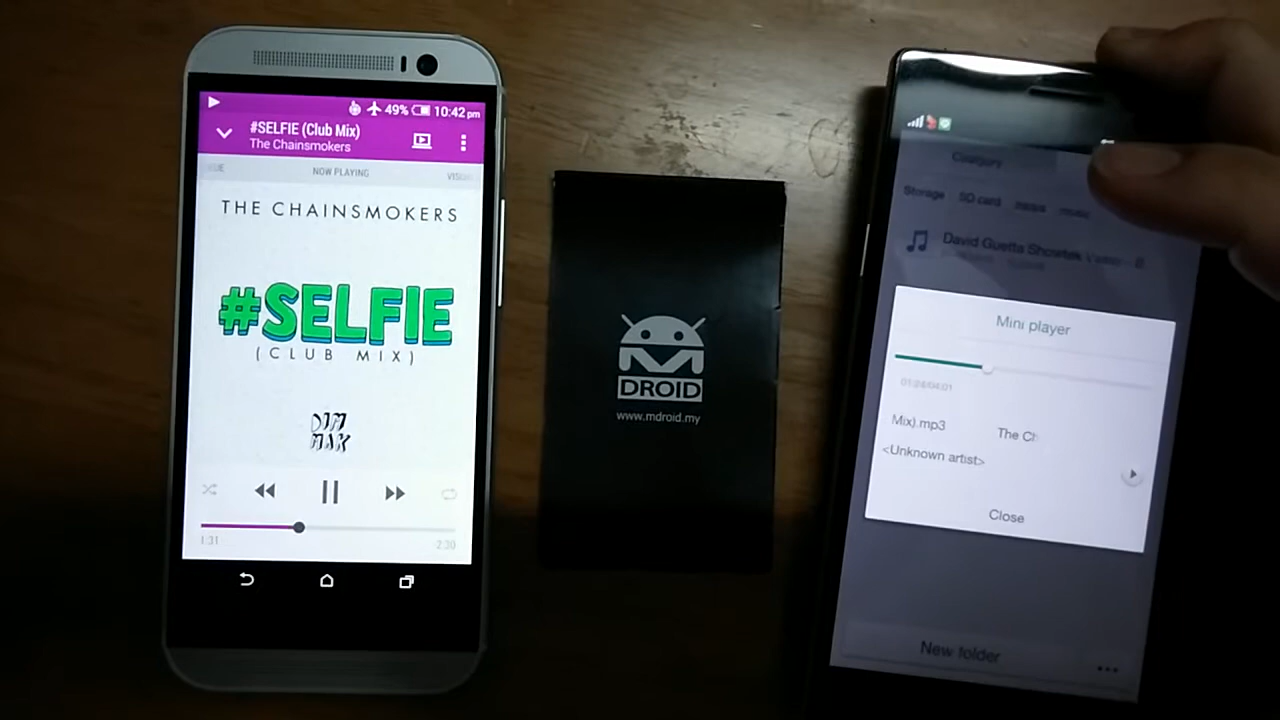 49% 10:42 pm
#SELFIE (Club Mix)
The Chainsmokers
NOW PLAYING
THE CHAINSMOKERS
#SELFIE
(CLUB MIX)
DIM
MAK
1:31
2:30
DROID
www.mdroid.my
Category
Storage SD card music
David Guetta Showtek
Mini player
01:24/04:01
Mix).mp3 The Ch
<Unknown artist>
Close
New folder